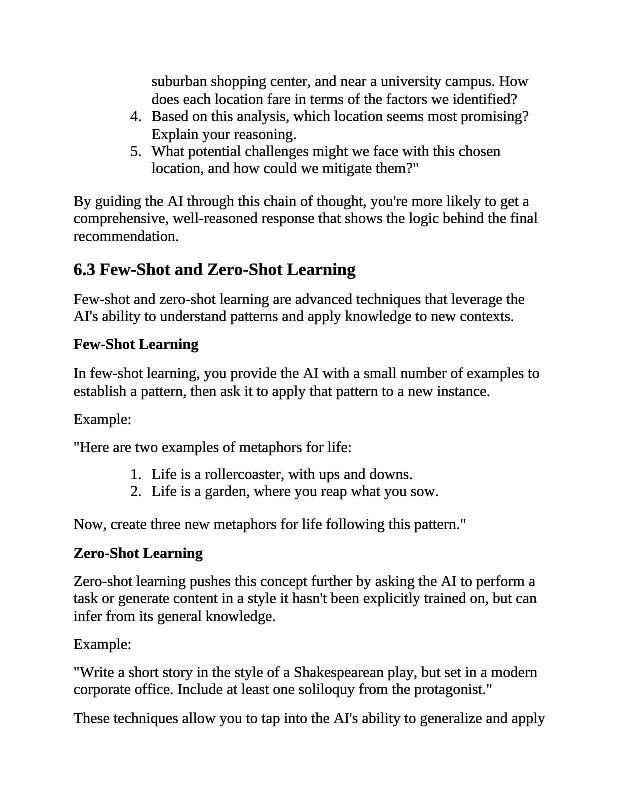 suburban shopping center, and near a university campus. How
does each location fare in terms of the factors we identified?
4. Based on this analysis, which location seems most promising?
Explain your reasoning.
5. What potential challenges might we face with this chosen
location, and how could we mitigate them?"
By guiding the AI through this chain of thought, you're more likely to get a
comprehensive, well-reasoned response that shows the logic behind the final
recommendation.
6.3 Few-Shot and Zero-Shot Learning
Few-shot and zero-shot learning are advanced techniques that leverage the
AI's ability to understand patterns and apply knowledge to new contexts.
Few-Shot Learning
In few-shot learning, you provide the AI with a small number of examples to
establish a pattern, then ask it to apply that pattern to a new instance.
Example:
"Here are two examples of metaphors for life:
1. Life is a rollercoaster, with ups and downs.
2. Life is a garden, where you reap what you sow.
Now, create three new metaphors for life following this pattern."
Zero-Shot Learning
Zero-shot learning pushes this concept further by asking the AI to perform a
task or generate content in a style it hasn't been explicitly trained on, but can
infer from its general knowledge.
Example:
"Write a short story in the style of a Shakespearean play, but set in a modern
corporate office. Include at least one soliloquy from the protagonist."
These techniques allow you to tap into the AI's ability to generalize and apply